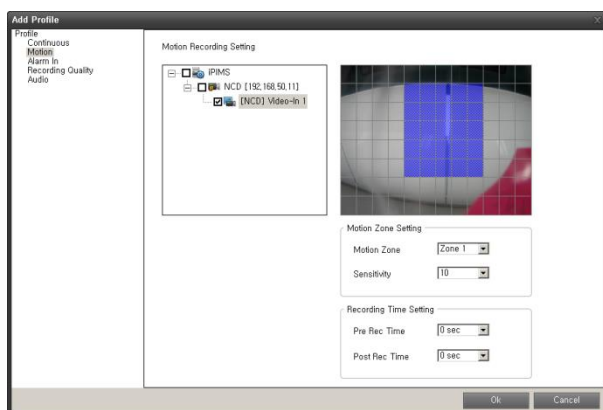 Add Profile
Profile
Continuous
Motion
Alarm In
Recording Quality
Audio
Motion Recording Setting
iPIMS
NCD [192,168,50,11]
[NCD] Video-In 1
Motion Zone Setting
Motion Zone Zone 1
Sensitivity 10
Recording Time Setting
Pre Rec Time 0 sec
Post Rec Time 0 sec
Ok Cancel